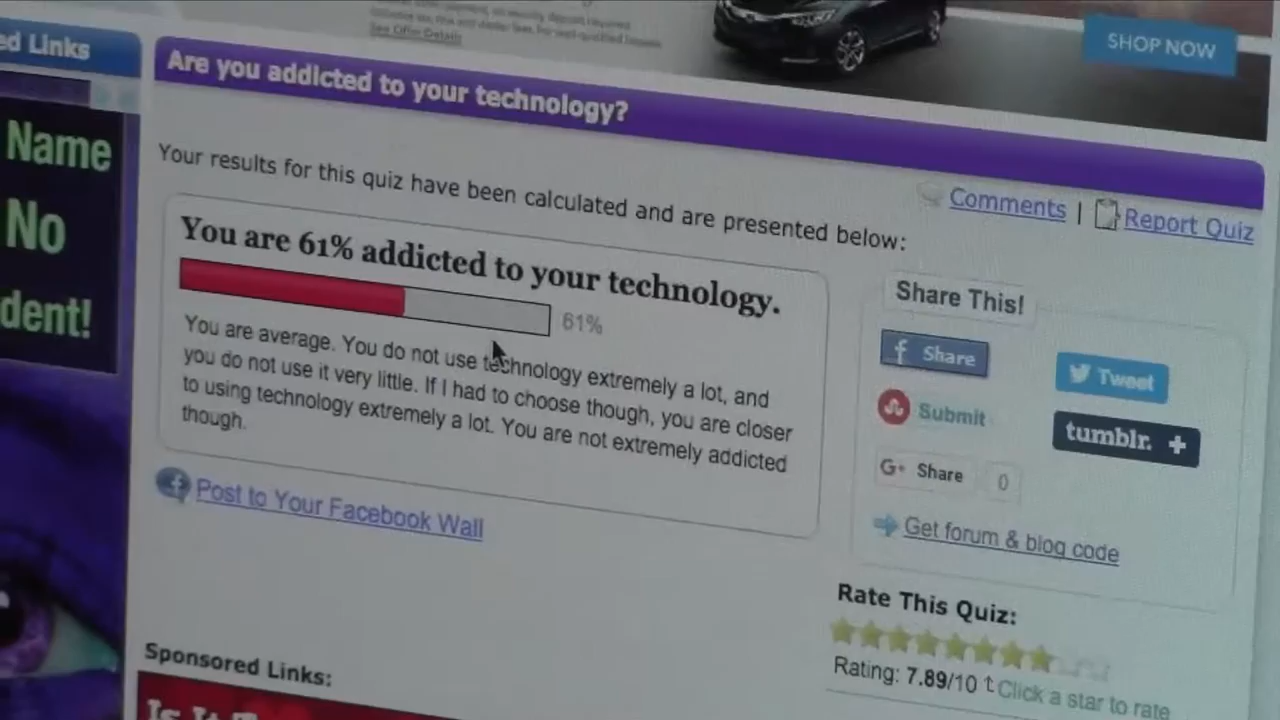 See Offer Details
SHOP NOW
ed Links
Name
No
dent!
Are you addicted to your technology?
Your results for this quiz have been calculated and are presented below:
Comments | Report Quiz
You are 61% addicted to your technology.
61%
You are average. You do not use technology extremely a lot, and
you do not use it very little. If I had to choose though, you are closer
to using technology extremely a lot. You are not extremely addicted
though.
Post to Your Facebook Wall
Share This!
f Share
Tweet
Submit
tumblr. +
G+ Share 0
Get forum & blog code
Rate This Quiz:
Rating: 7.89/10 Click a star to rate
Sponsored Links: